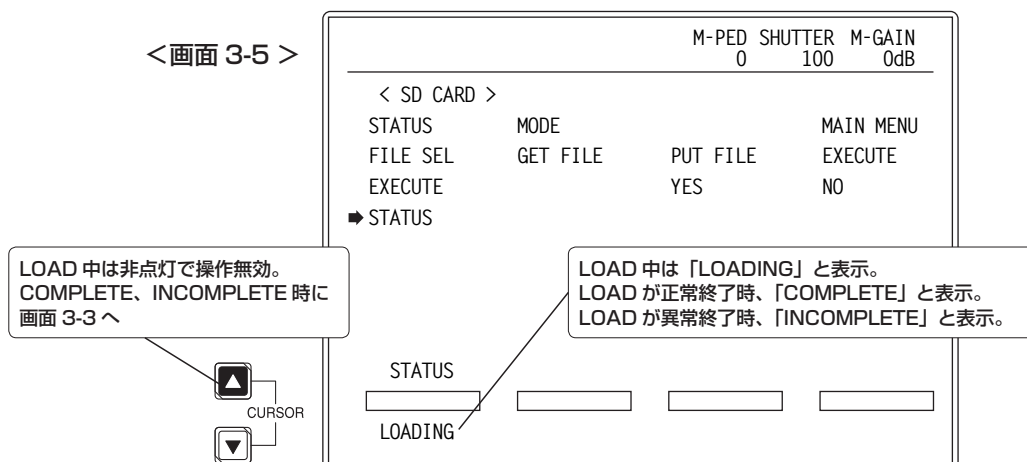 ＜画面 3-5 ＞
M-PED SHUTTER M-GAIN
0 100 0dB
< SD CARD >
STATUS MODE MAIN MENU
FILE SEL GET FILE PUT FILE EXECUTE
EXECUTE YES NO
➡ STATUS
LOAD 中は非点灯で操作無効。
COMPLETE、INCOMPLETE 時に
画面 3-3 へ
LOAD 中は「LOADING」と表示。
LOAD が正常終了時、「COMPLETE」と表示。
LOAD が異常終了時、「INCOMPLETE」と表示。
STATUS
CURSOR
LOADING